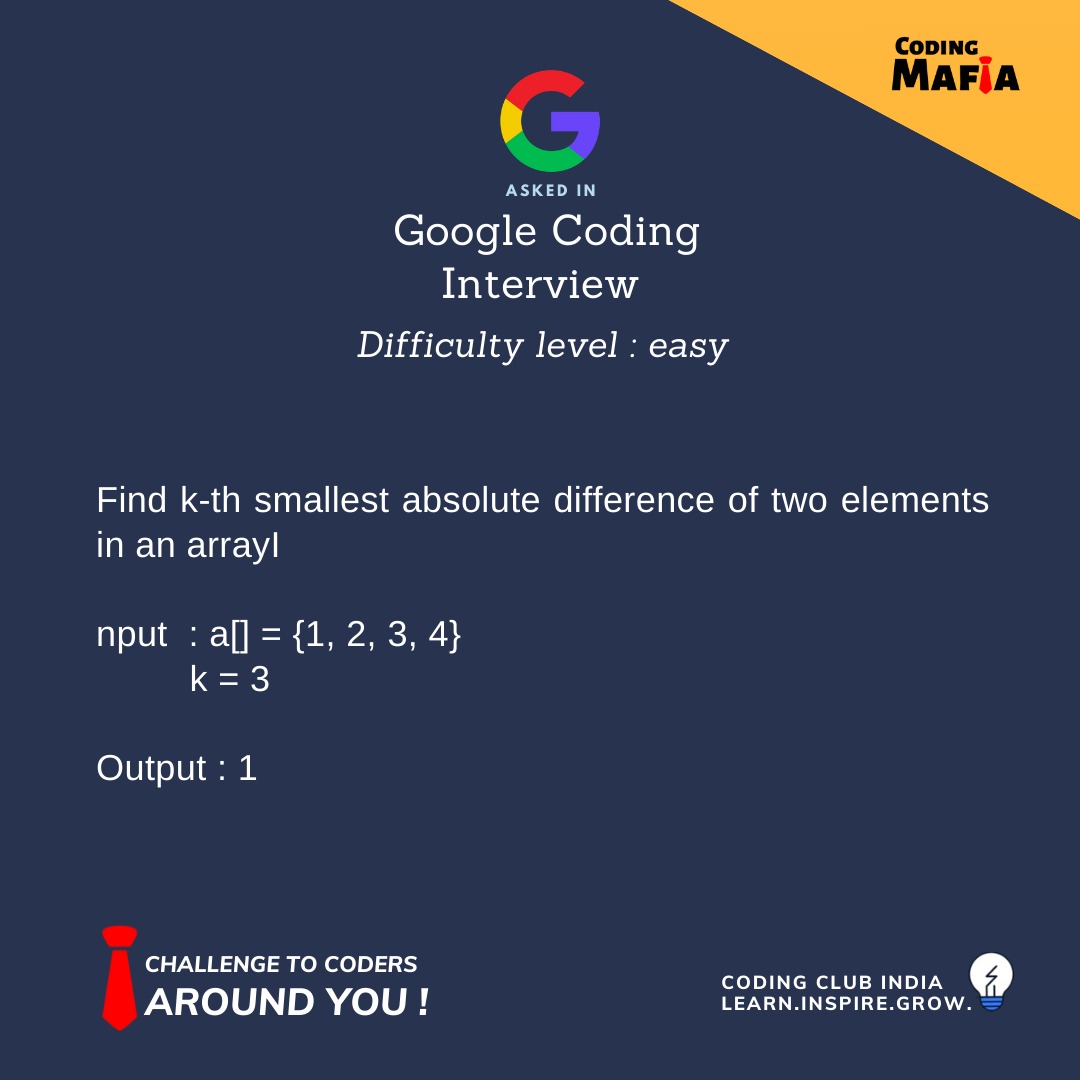 CODING
MAFIA
ASKED IN
Google Coding
Interview
Difficulty level : easy
Find k-th smallest absolute difference of two elements
in an arrayI
nput  : a[] = {1, 2, 3, 4}
k = 3
Output : 1
CHALLENGE TO CODERS
AROUND YOU !
CODING CLUB INDIA
LEARN.INSPIRE.GROW.